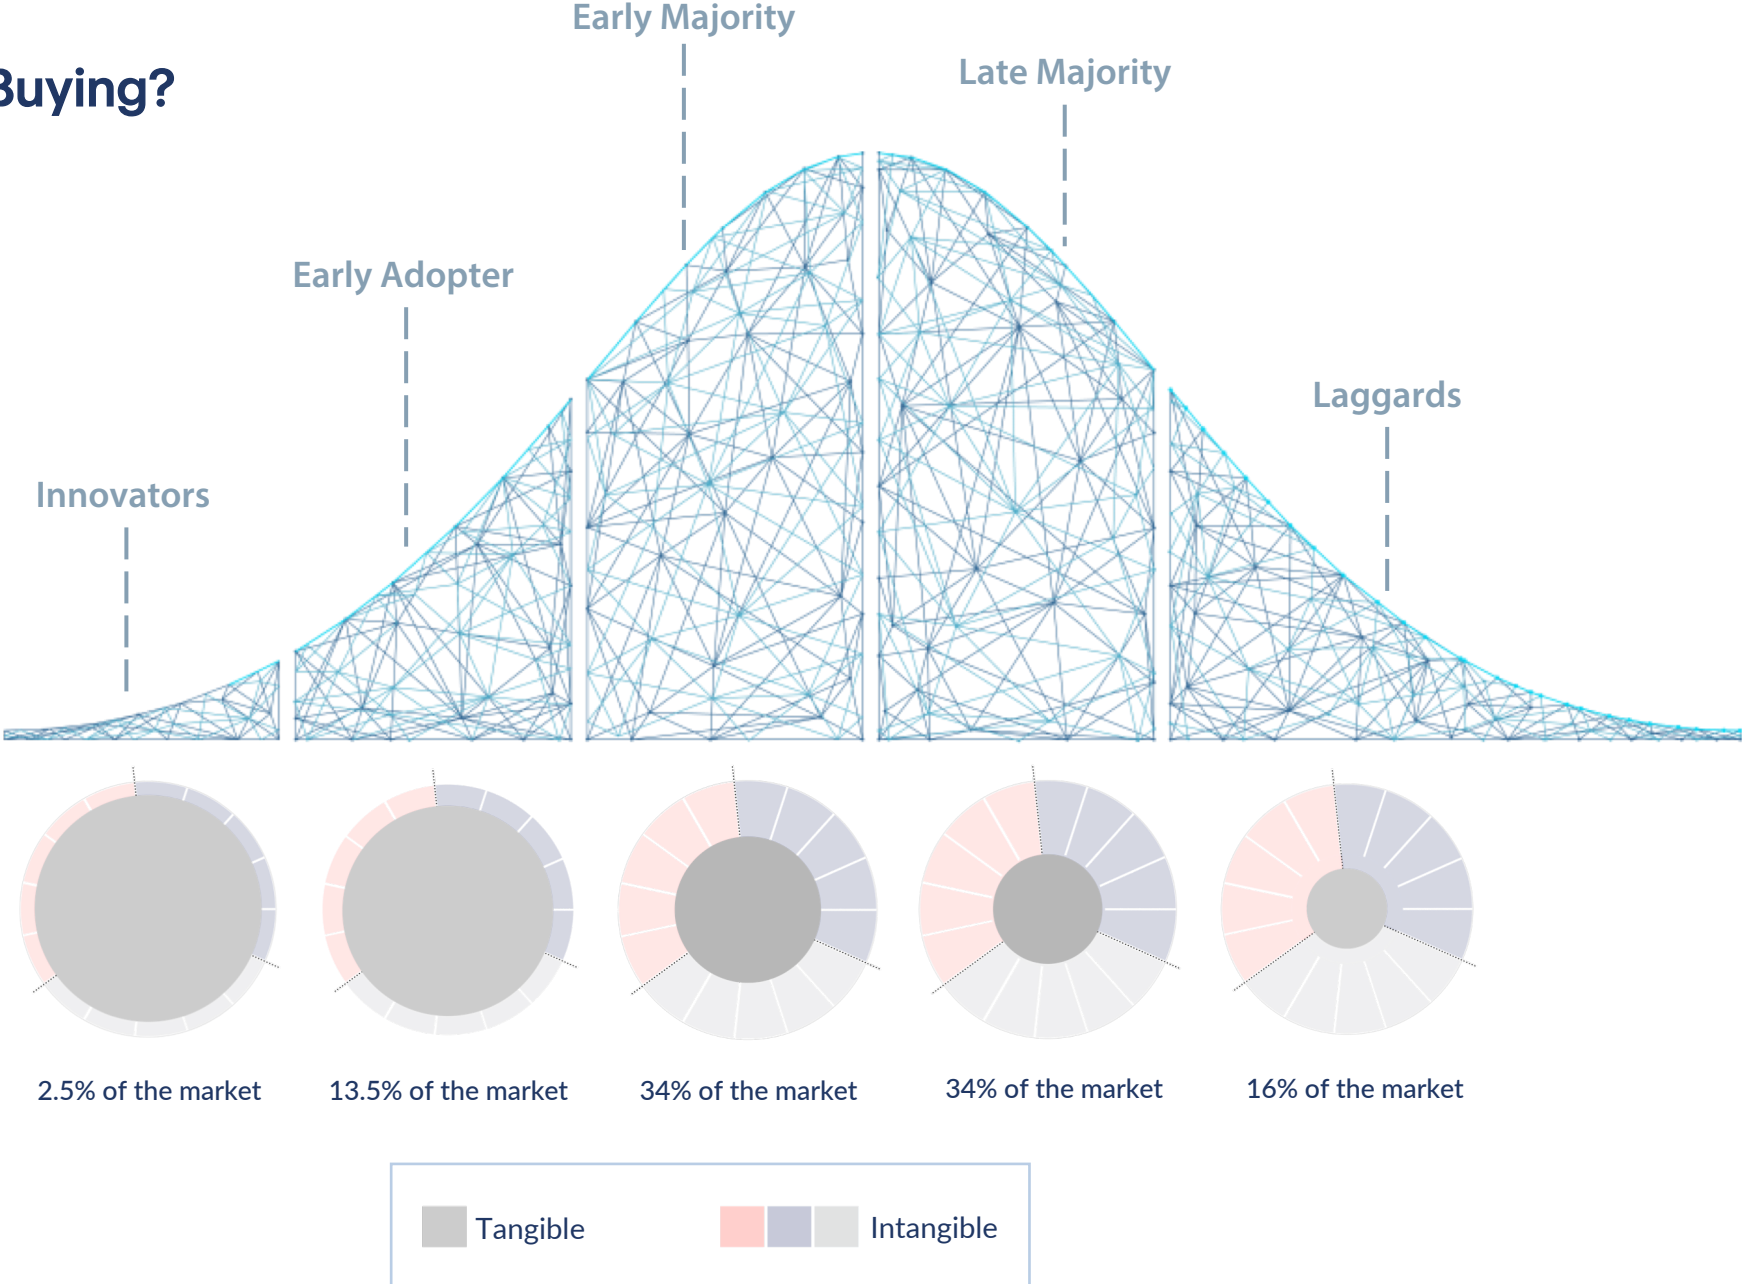 Early Majority
Buying?
Late Majority
Early Adopter
Laggards
Innovators
2.5% of the market
13.5% of the market
34% of the market
34% of the market
16% of the market
Tangible
Intangible